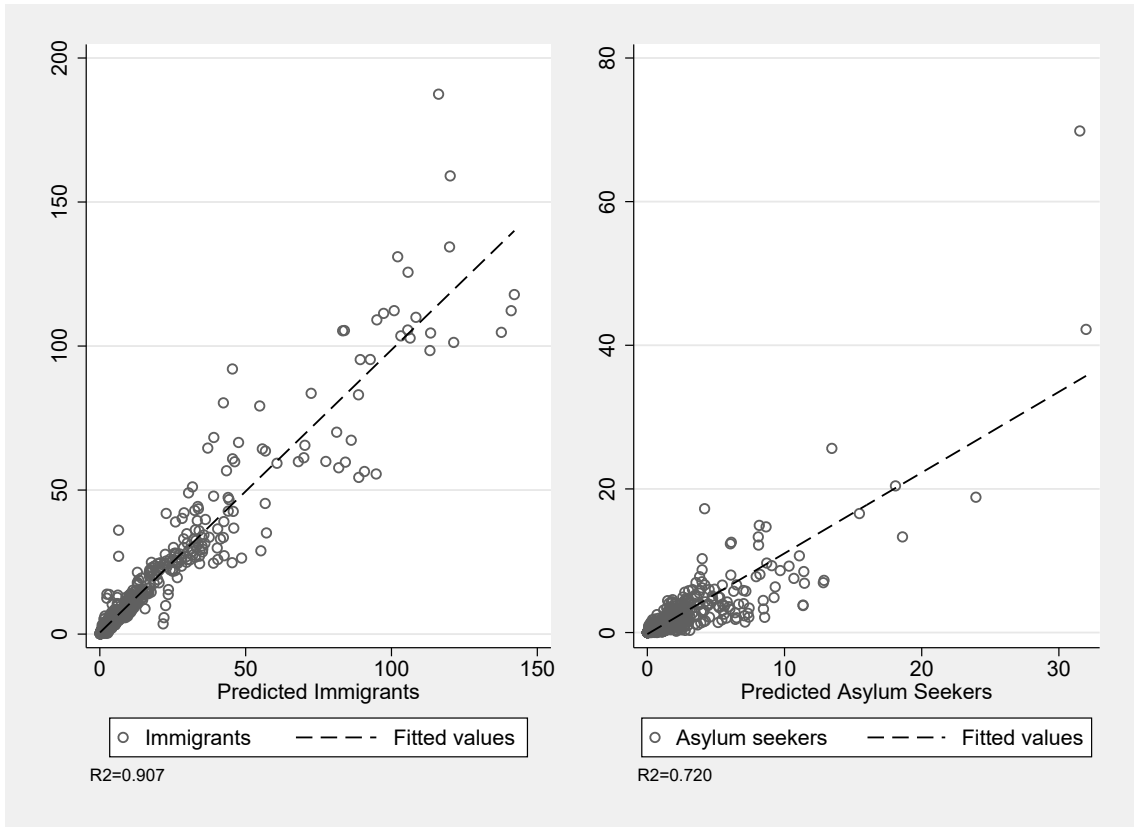 200
150
100
50
0
0 50 100 150
Predicted Immigrants
Immigrants Fitted values
R2=0.907
80
60
40
20
0
0 10 20 30
Predicted Asylum Seekers
Asylum seekers Fitted values
R2=0.720